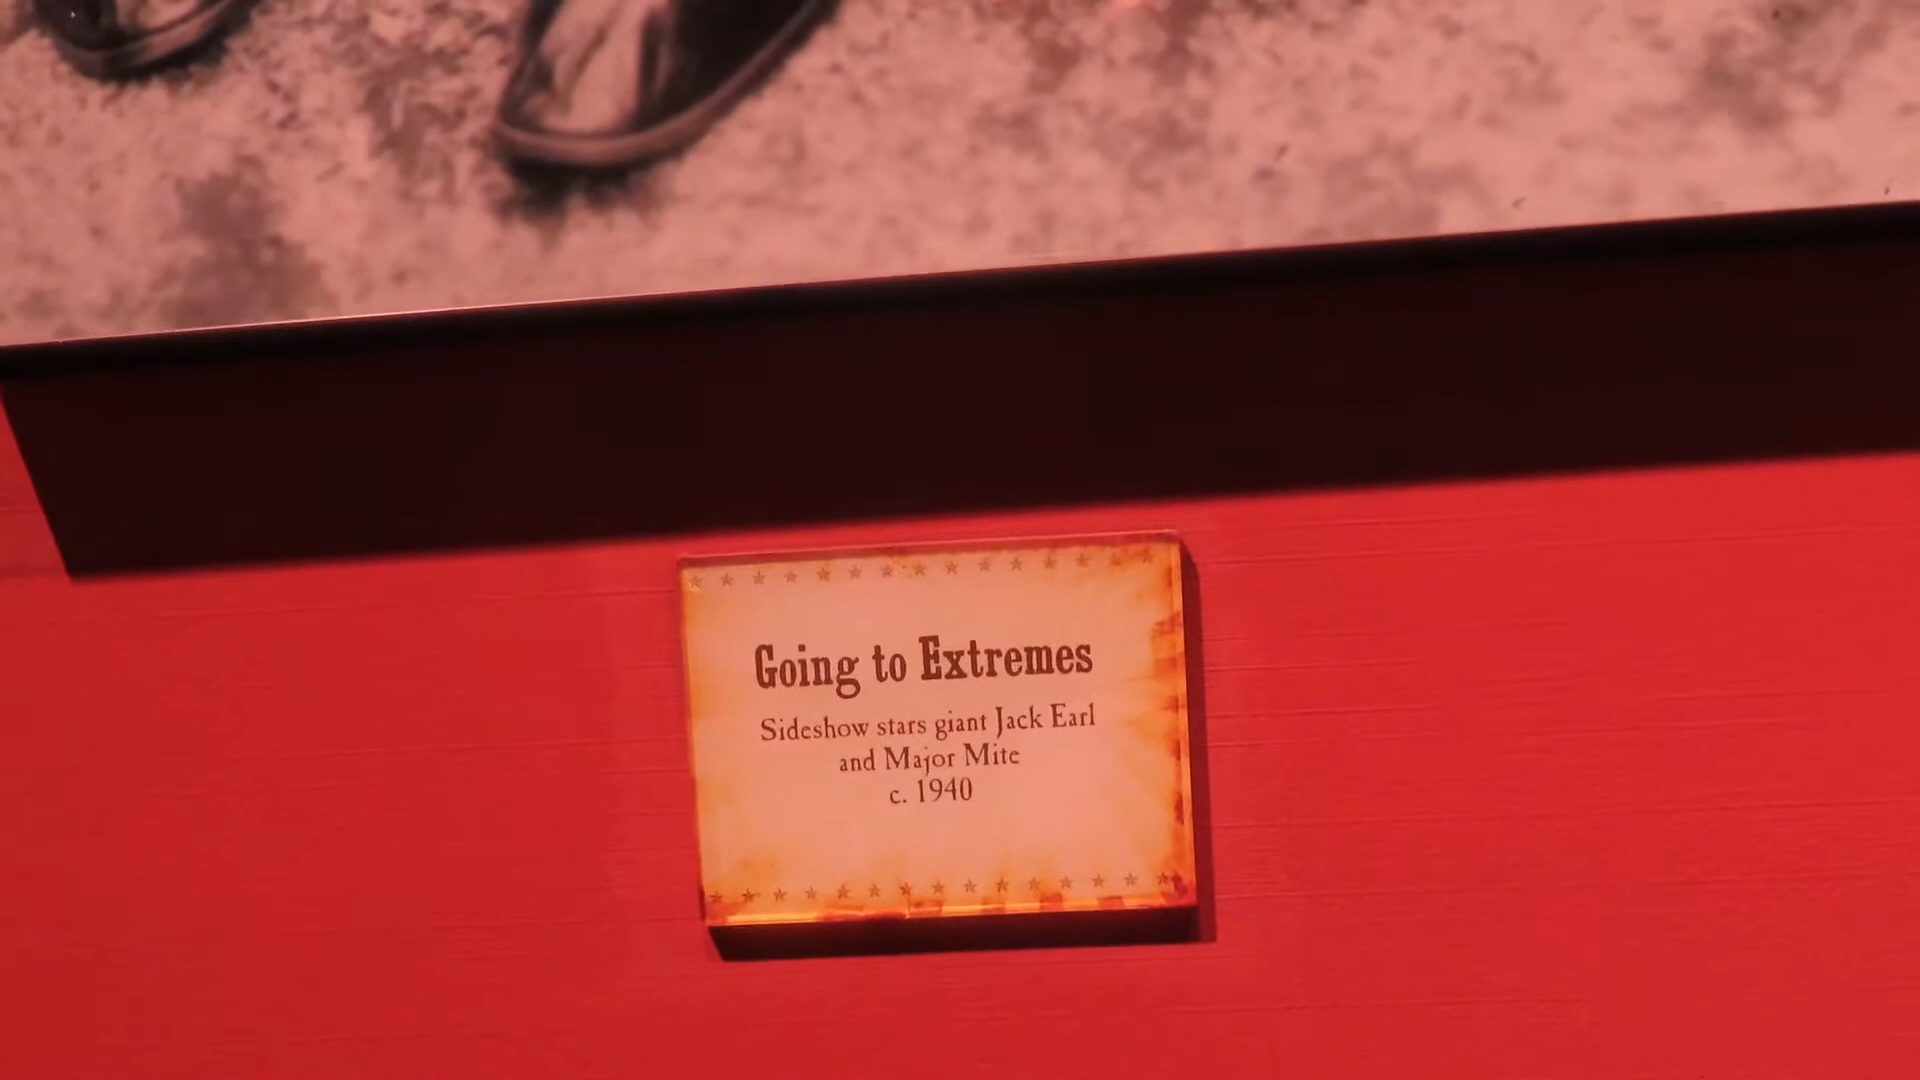 Going to Extremes
Sideshow stars giant Jack Earl
and Major Mite
c. 1940